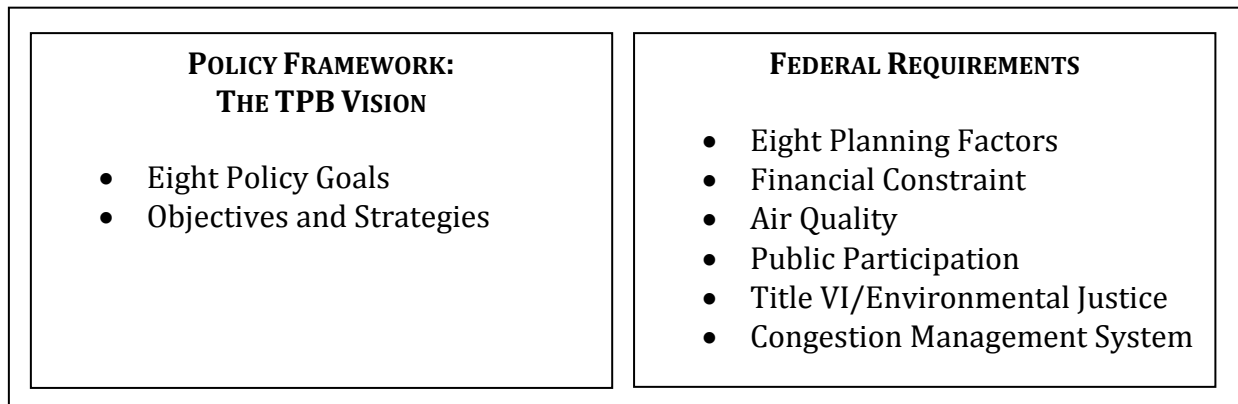 POLICY FRAMEWORK:
THE TPB VISION
• Eight Policy Goals
• Objectives and Strategies
FEDERAL REQUIREMENTS
• Eight Planning Factors
• Financial Constraint
• Air Quality
• Public Participation
• Title VI/Environmental Justice
• Congestion Management System